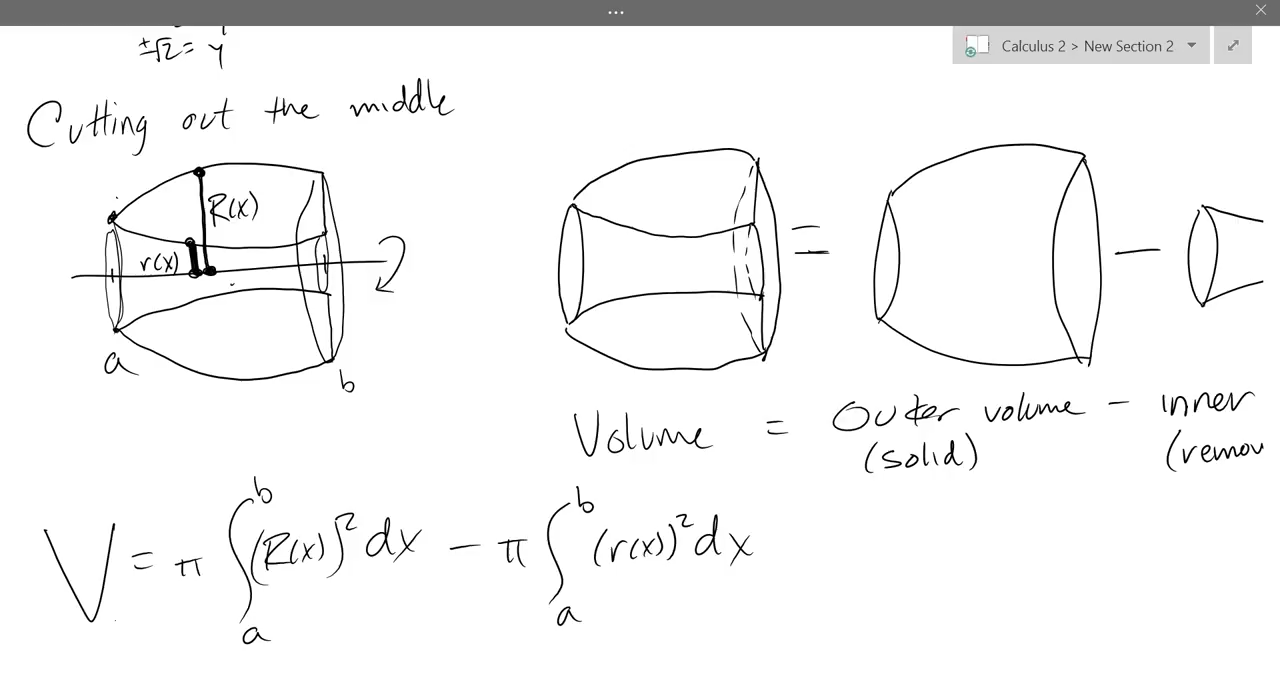 Calculus 2 > New Section 2
±√2 = y
Cutting out the middle
R(x)
r(x)
a
b
= −
Volume = Outer volume − inner
(solid) (remov
V = π ∫_a^b (R(x))² dx − π ∫_a^b (r(x))² dx